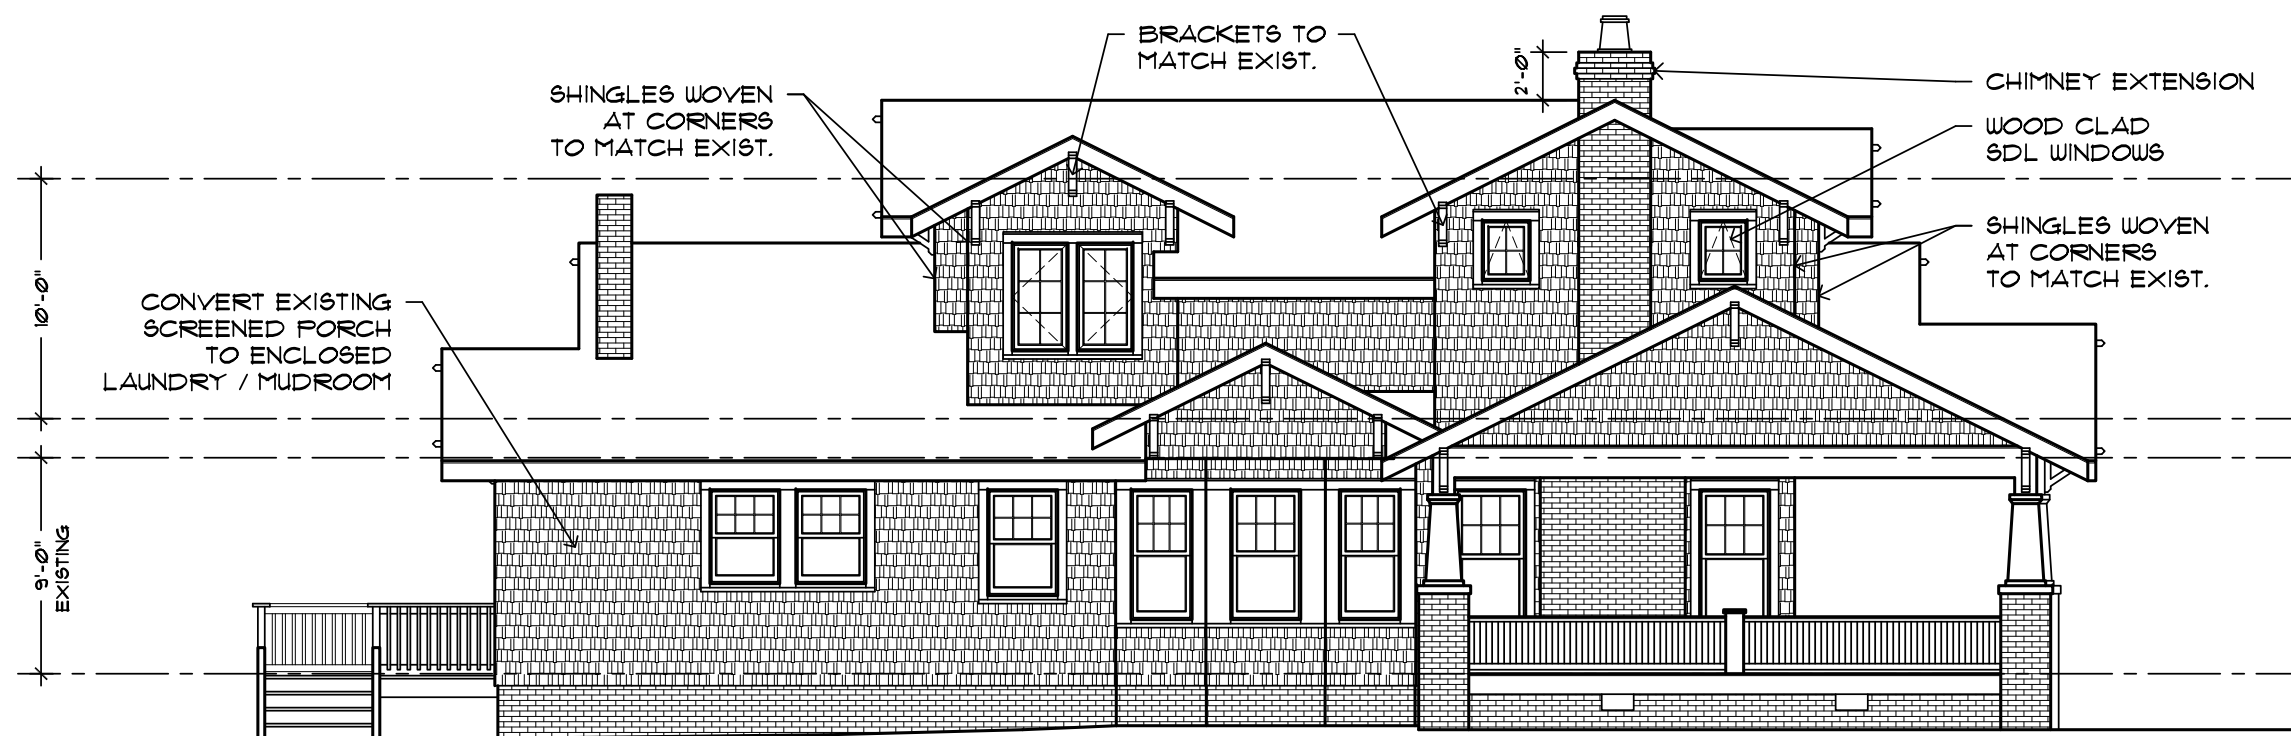 BRACKETS TO
MATCH EXIST.
2'-0"
CHIMNEY EXTENSION
SHINGLES WOVEN
AT CORNERS
TO MATCH EXIST.
WOOD CLAD
SDL WINDOWS
SHINGLES WOVEN
AT CORNERS
TO MATCH EXIST.
10'-0"
CONVERT EXISTING
SCREENED PORCH
TO ENCLOSED
LAUNDRY / MUDROOM
9'-0"
EXISTING